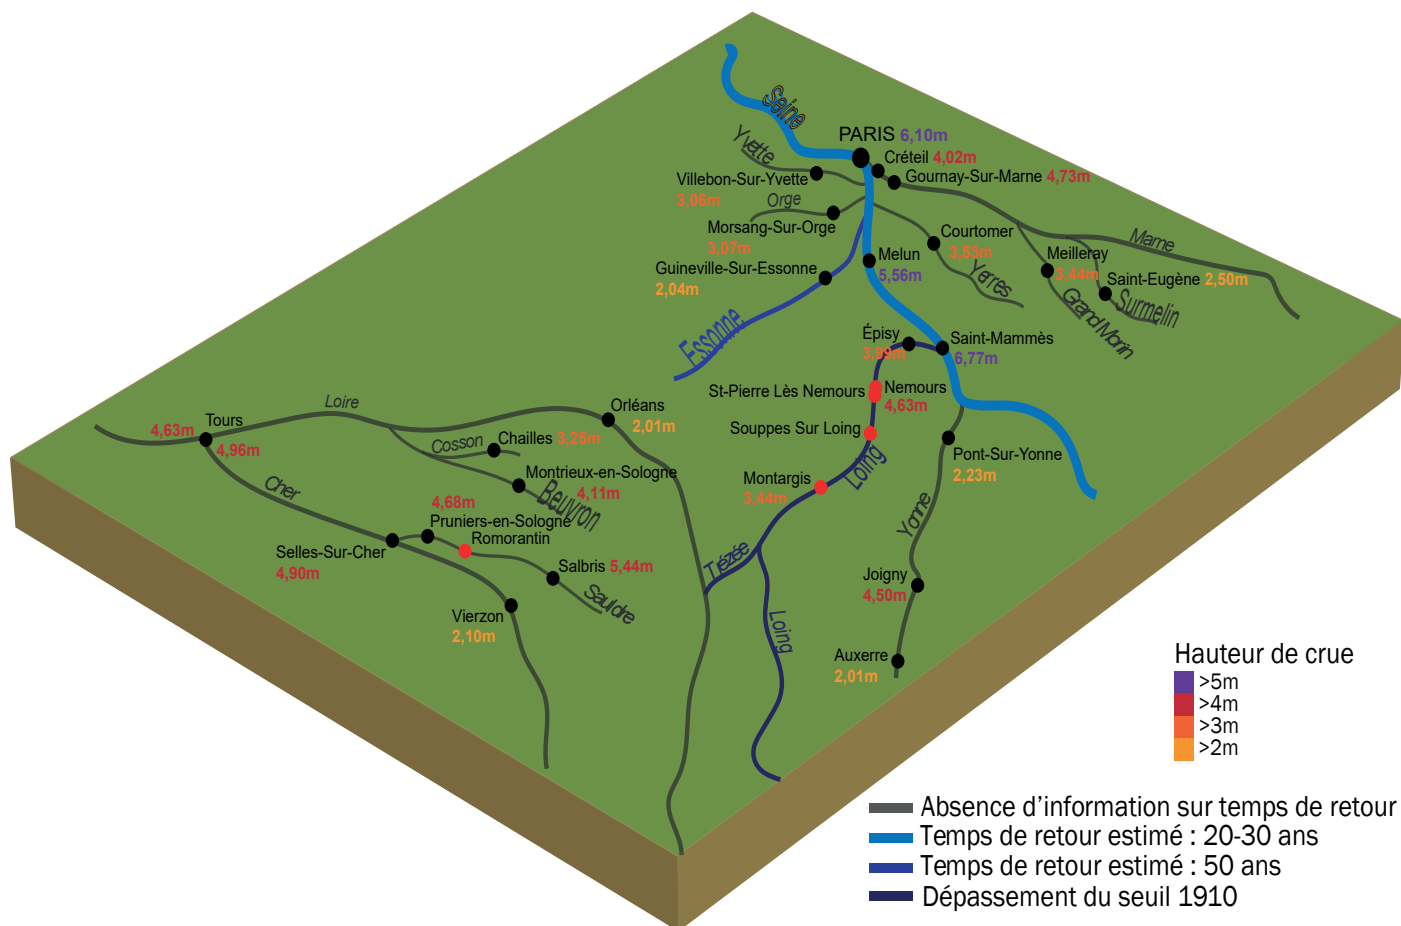 Seine
PARIS 6,10m
Yvette
Créteil 4,02m
Gournay-Sur-Marne 4,73m
Villebon-Sur-Yvette
3,06m
Orge
Morsang-Sur-Orge
3,07m
Courtomer
3,53m
Marne
Meilleray
3,44m
Melun
5,56m
Guineville-Sur-Essonne
2,04m
Yerres
Saint-Eugène 2,50m
Surmelin
Grand Morin
Essonne
Épisy
3,99m
Saint-Mammès
6,77m
St-Pierre Lès Nemours
Nemours
4,63m
Souppes Sur Loing
Loing
Montargis
3,44m
Pont-Sur-Yonne
2,23m
Yonne
Loire
Orléans
2,01m
Tours
4,63m
4,96m
Cosson
Chailles 3,25m
Montrieux-en-Sologne
4,11m
Beuvron
Cher
4,68m
Pruniers-en-Sologne
Romorantin
Selles-Sur-Cher
4,90m
Salbris 5,44m
Sauldre
Vierzon
2,10m
Trézée
Loing
Joigny
4,50m
Auxerre
2,01m
Hauteur de crue
>5m
>4m
>3m
>2m
Absence d'information sur temps de retour
Temps de retour estimé : 20-30 ans
Temps de retour estimé : 50 ans
Dépassement du seuil 1910